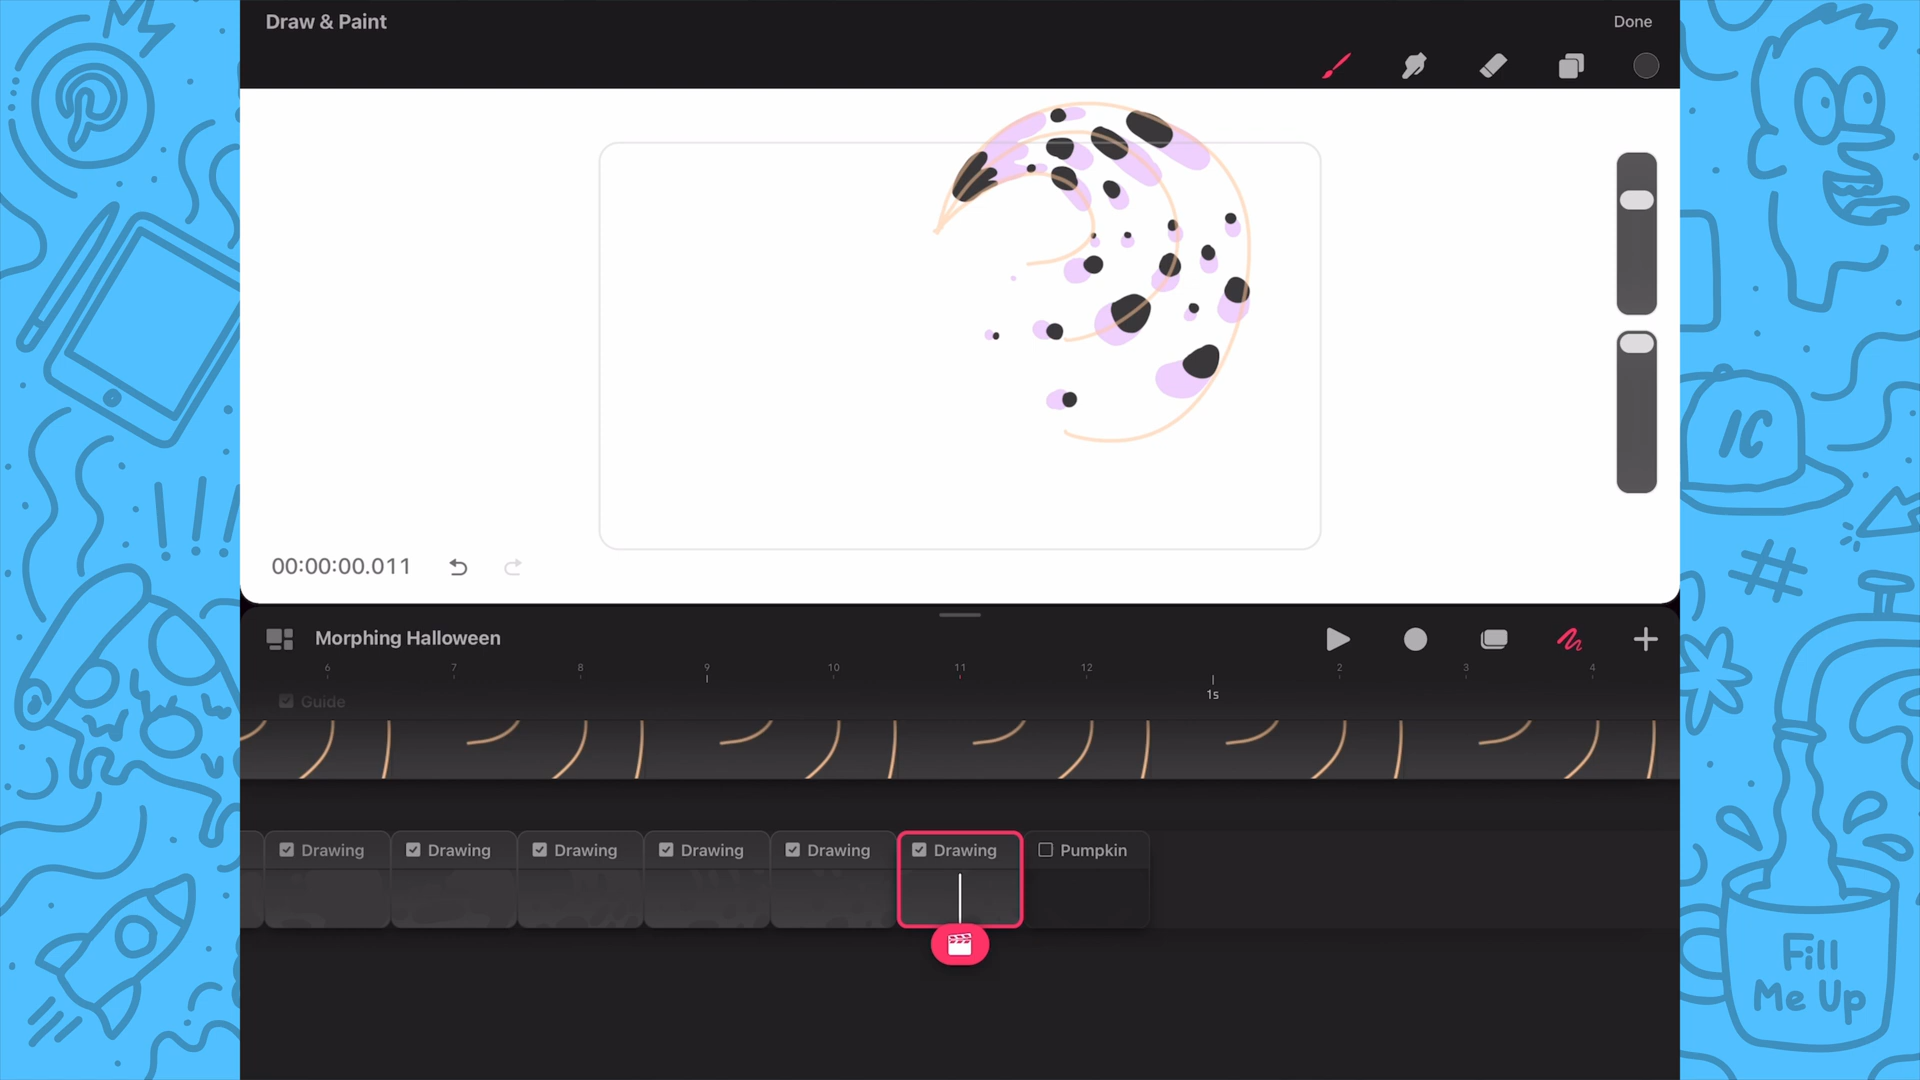 Draw & Paint
Done
00:00:00.011
Morphing Halloween
6 7 8 9 10 11 12 2 3 4
1s
Guide
Drawing Drawing Drawing Drawing Drawing Drawing Pumpkin
!!!
IC
#
Fill
Me Up